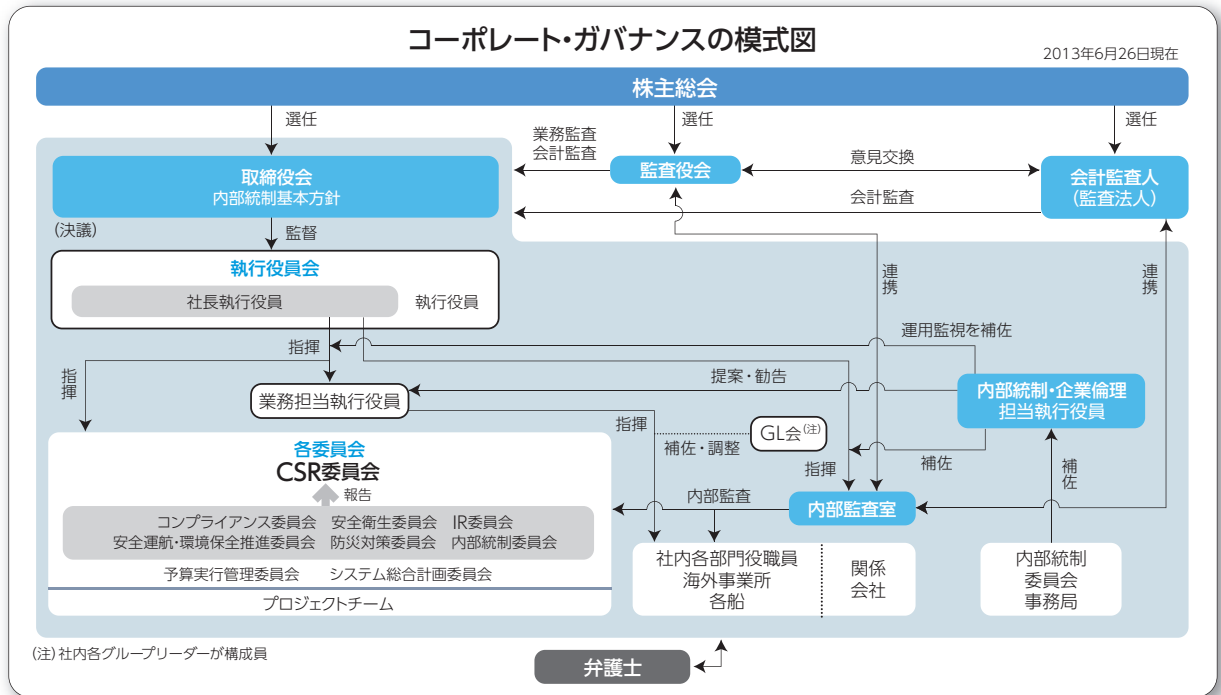 コーポレート・ガバナンスの模式図
2013年6月26日現在
株主総会
選任
選任
選任
取締役会
内部統制基本方針
業務監査
会計監査
監査役会
意見交換
会計監査人
(監査法人)
会計監査
(決議)
監督
執行役員会
社長執行役員
執行役員
連携
連携
運用監視を補佐
指揮
指揮
提案・勧告
業務担当執行役員
内部統制・企業倫理
担当執行役員
指揮
GL会(注)
補佐・調整
補佐
指揮
補佐
各委員会
CSR委員会
報告
コンプライアンス委員会 安全衛生委員会 IR委員会
安全運航・環境保全推進委員会 防災対策委員会 内部統制委員会
予算実行管理委員会 システム総合計画委員会
プロジェクトチーム
内部監査
内部監査室
社内各部門役職員
海外事業所
各船
関係
会社
内部統制
委員会
事務局
(注)社内各グループリーダーが構成員
弁護士